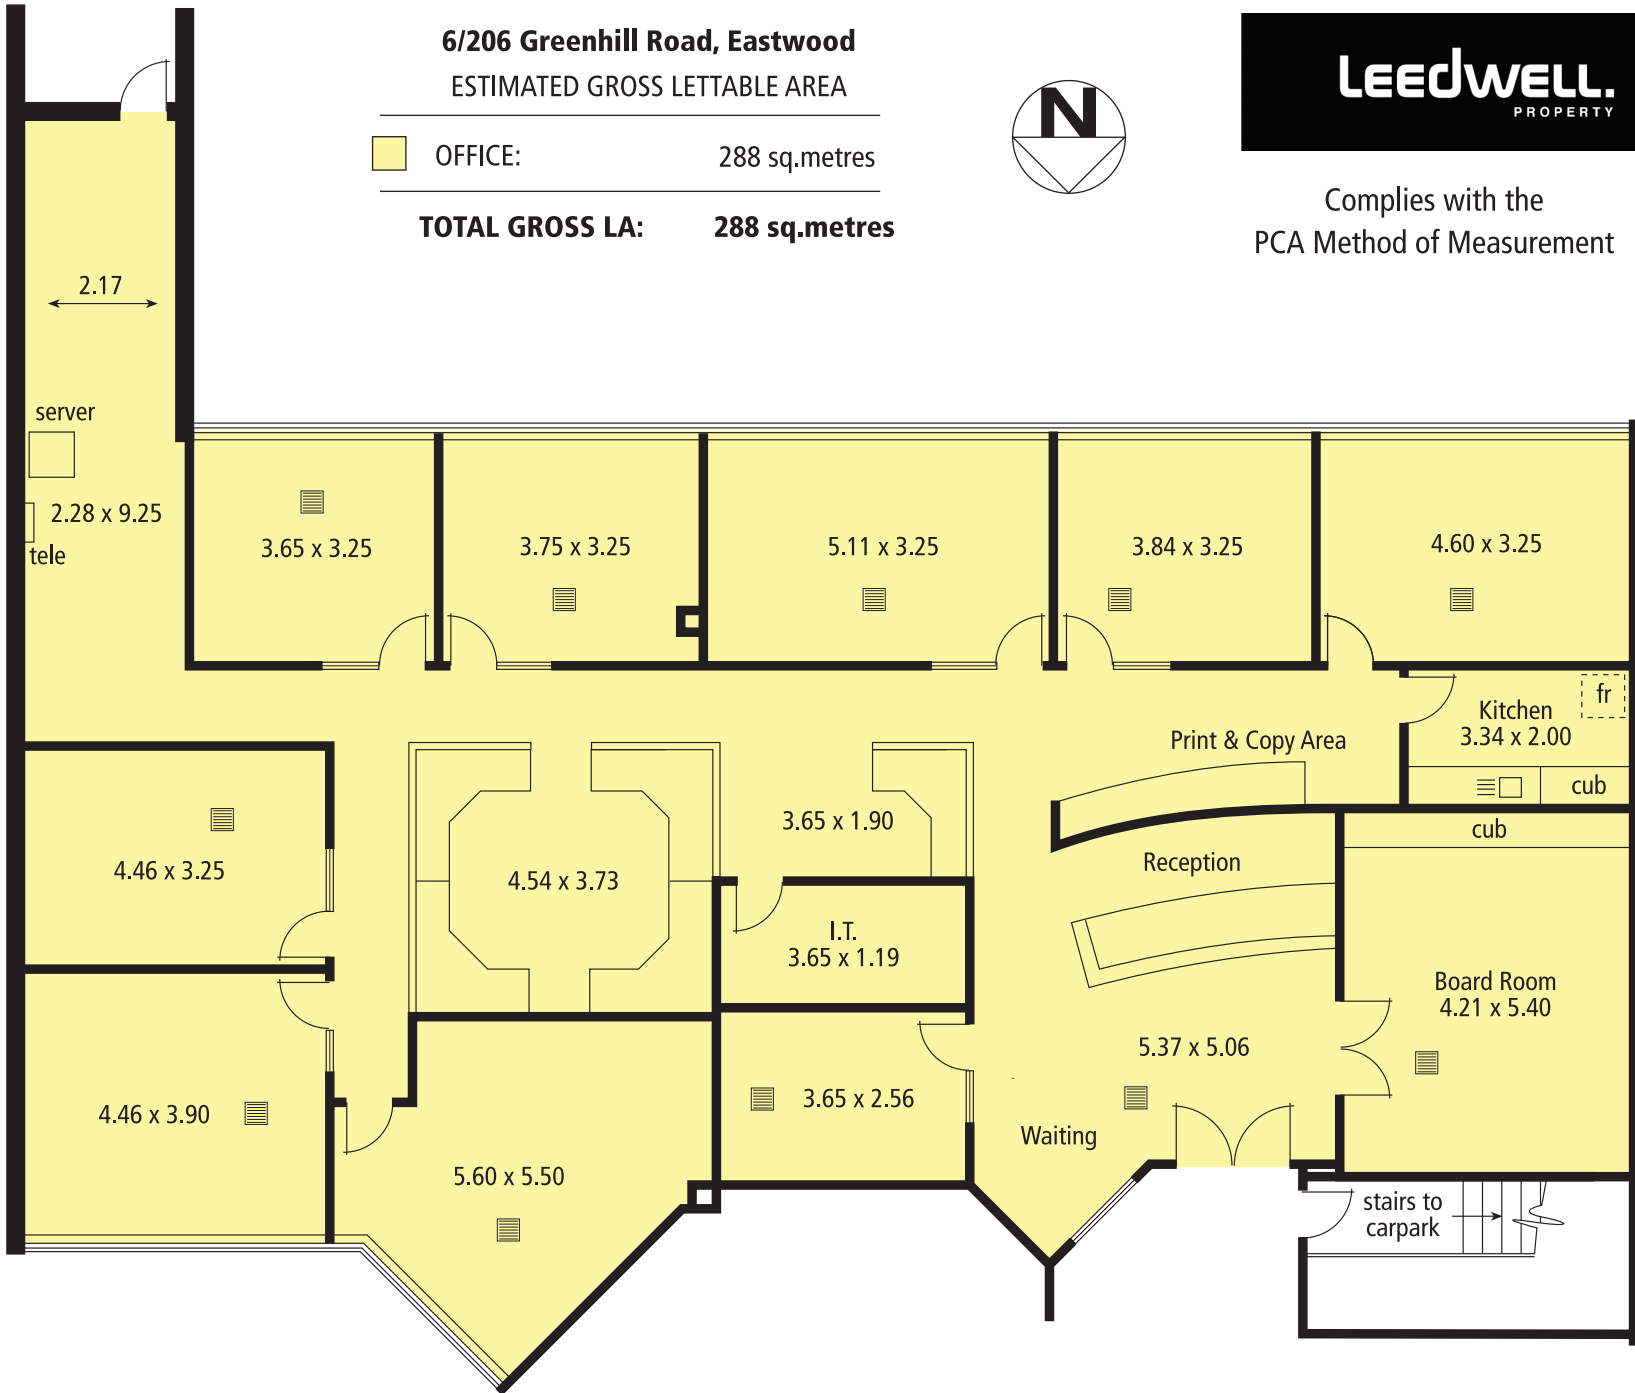 6/206 Greenhill Road, Eastwood
ESTIMATED GROSS LETTABLE AREA
OFFICE: 288 sq.metres
TOTAL GROSS LA: 288 sq.metres
N
LEEDWELL.
PROPERTY
Complies with the
PCA Method of Measurement
2.17
server
2.28 x 9.25
tele
3.65 x 3.25
3.75 x 3.25
5.11 x 3.25
3.84 x 3.25
4.60 x 3.25
Kitchen
3.34 x 2.00
fr
cub
Print & Copy Area
cub
3.65 x 1.90
Reception
4.46 x 3.25
4.54 x 3.73
I.T.
3.65 x 1.19
Board Room
4.21 x 5.40
5.37 x 5.06
4.46 x 3.90
3.65 x 2.56
Waiting
5.60 x 5.50
stairs to
carpark